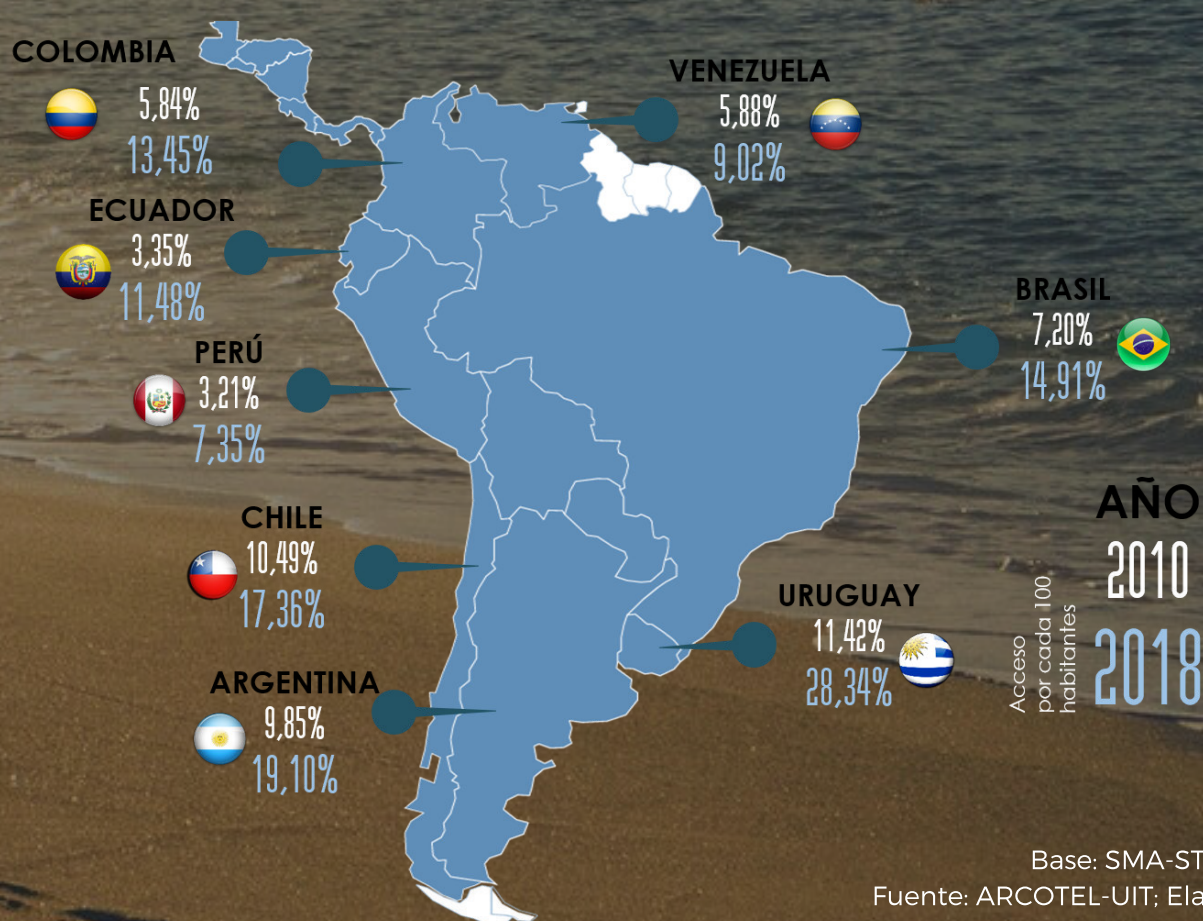 COLOMBIA
5,84%
13,45%
VENEZUELA
5,88%
9,02%
ECUADOR
3,35%
11,48%
BRASIL
7,20%
14,91%
PERÚ
3,21%
7,35%
CHILE
10,49%
17,36%
URUGUAY
11,42%
28,34%
ARGENTINA
9,85%
19,10%
AÑO
2010
2018
Acceso
por cada 100
habitantes
Base: SMA-ST
Fuente: ARCOTEL-UIT; Ela